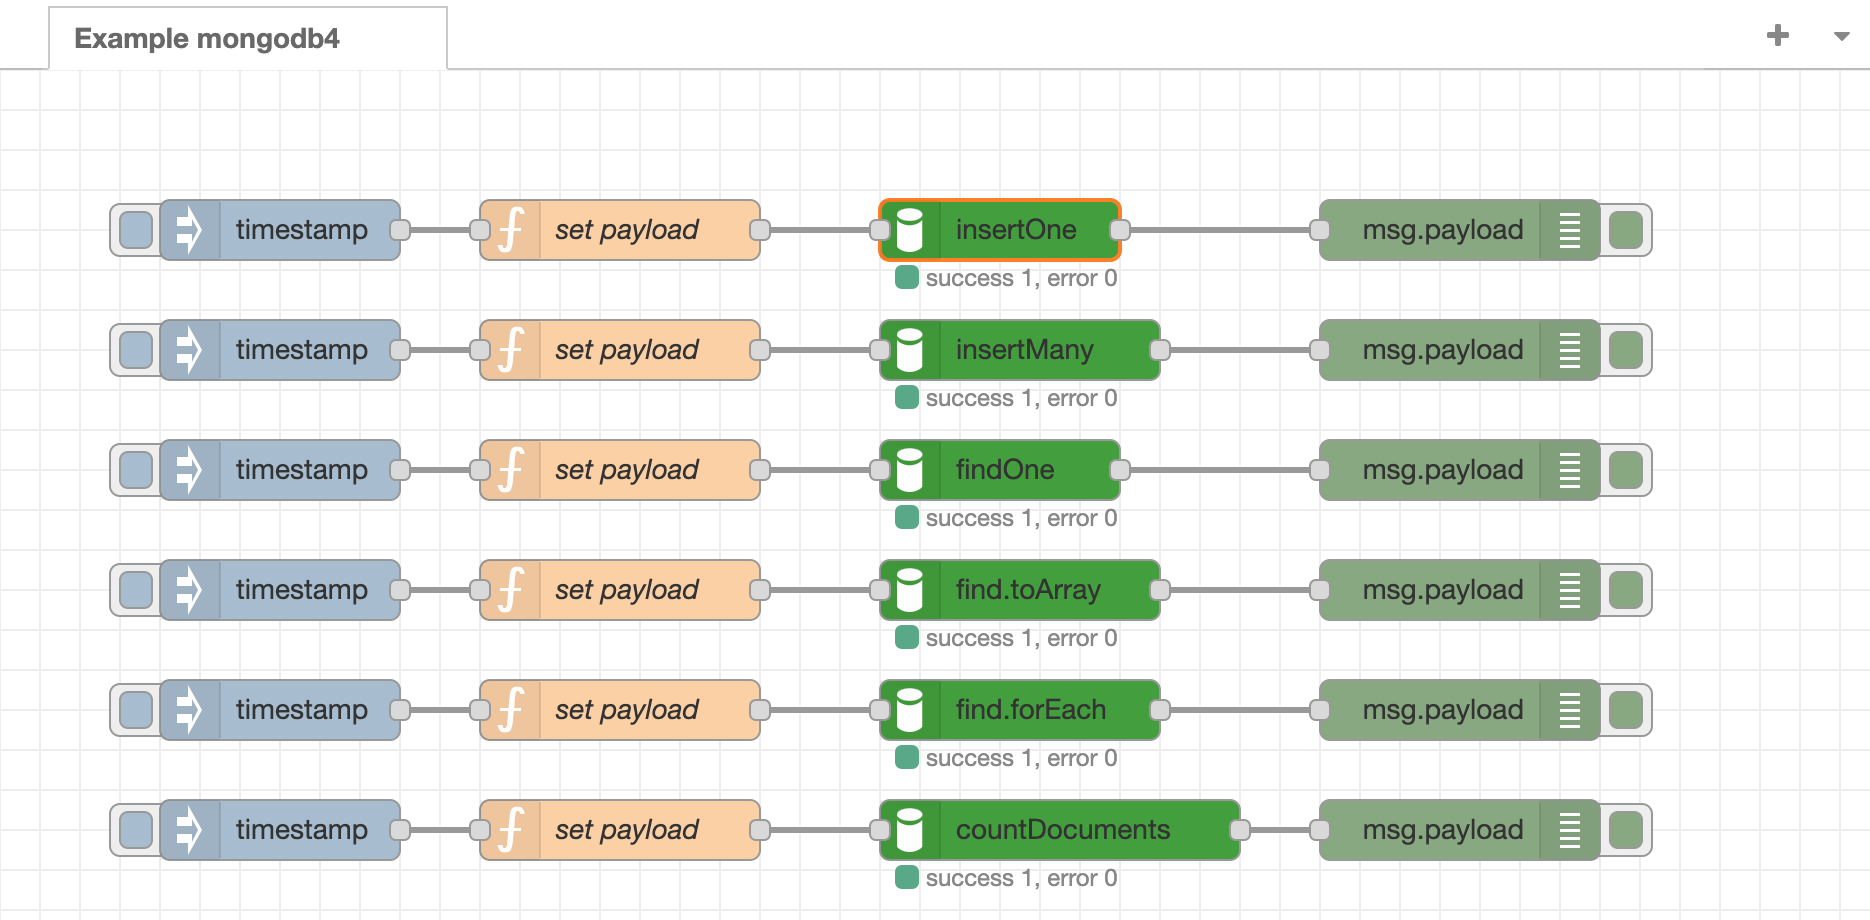 Example mongodb4
timestamp set payload insertOne msg.payload
success 1, error 0
timestamp set payload insertMany msg.payload
success 1, error 0
timestamp set payload findOne msg.payload
success 1, error 0
timestamp set payload find.toArray msg.payload
success 1, error 0
timestamp set payload find.forEach msg.payload
success 1, error 0
timestamp set payload countDocuments msg.payload
success 1, error 0